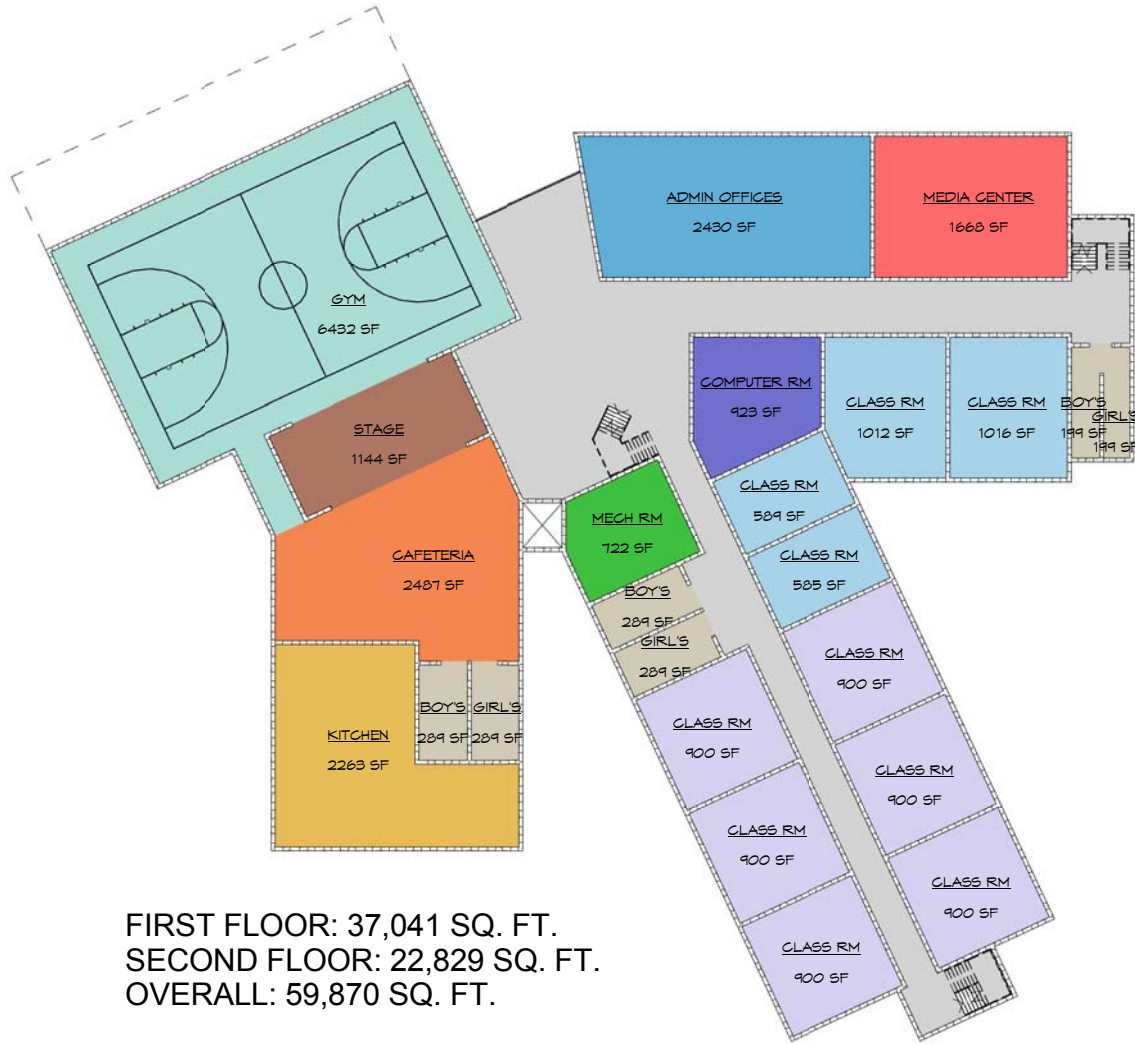 ADMIN OFFICES
2430 SF
MEDIA CENTER
1668 SF
GYM
6432 SF
COMPUTER RM
923 SF
CLASS RM
1012 SF
CLASS RM
1016 SF
BOY'S
199 SF
GIRL'S
199 SF
STAGE
1144 SF
CLASS RM
589 SF
MECH RM
722 SF
CAFETERIA
2487 SF
CLASS RM
585 SF
BOY'S
289 SF
GIRL'S
289 SF
CLASS RM
900 SF
BOY'S
289 SF
GIRL'S
289 SF
KITCHEN
2263 SF
CLASS RM
900 SF
CLASS RM
900 SF
CLASS RM
900 SF
CLASS RM
900 SF
CLASS RM
900 SF
FIRST FLOOR: 37,041 SQ. FT.
SECOND FLOOR: 22,829 SQ. FT.
OVERALL: 59,870 SQ. FT.